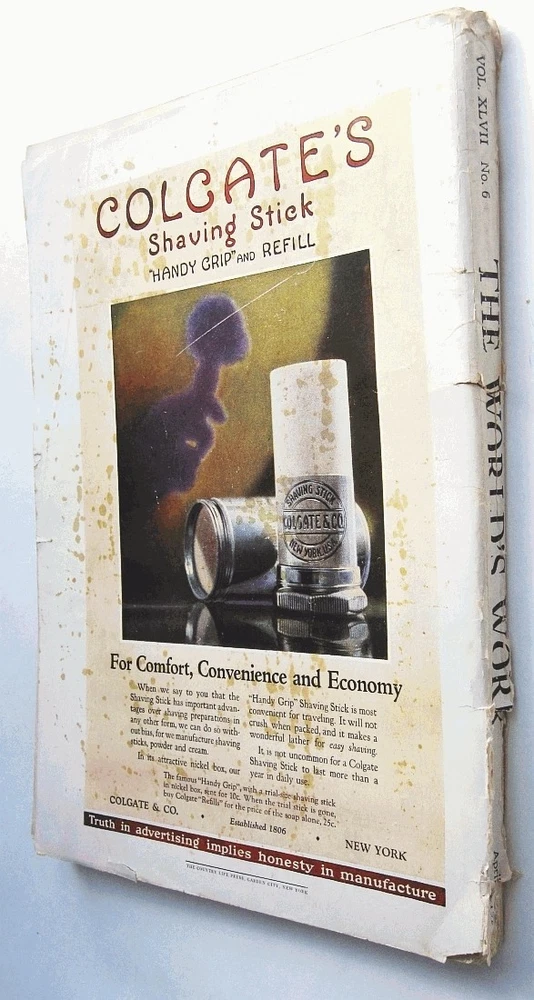 COLGATE'S
Shaving Stick
"HANDY GRIP" AND REFILL
SHAVING STICK
COLGATE & CO.
NEW YORK U.S.A.
For Comfort, Convenience and Economy
When we say to you that the
Shaving Stick has important advan-
tages over shaving preparations in
any other form, we can do so with-
out bias, for we manufacture shaving
sticks, powder and cream.
In its attractive nickel box, our
"Handy Grip" Shaving Stick is most
convenient for traveling. It will not
crush when packed, and it makes a
wonderful lather for easy shaving.
It is not uncommon for a Colgate
Shaving Stick to last more than a
year in daily use.
The famous "Handy Grip", with a trial-size shaving stick
in nickel box, sent for 10c. When the trial stick is gone,
buy Colgate "Refills" for the price of the soap alone, 25c.
COLGATE & CO. • Established 1806 • NEW YORK
Truth in advertising implies honesty in manufacture
THE COUNTRY LIFE PRESS, GARDEN CITY, NEW YORK
VOL. XLVII No. 6
THE WORLD'S WORK
April